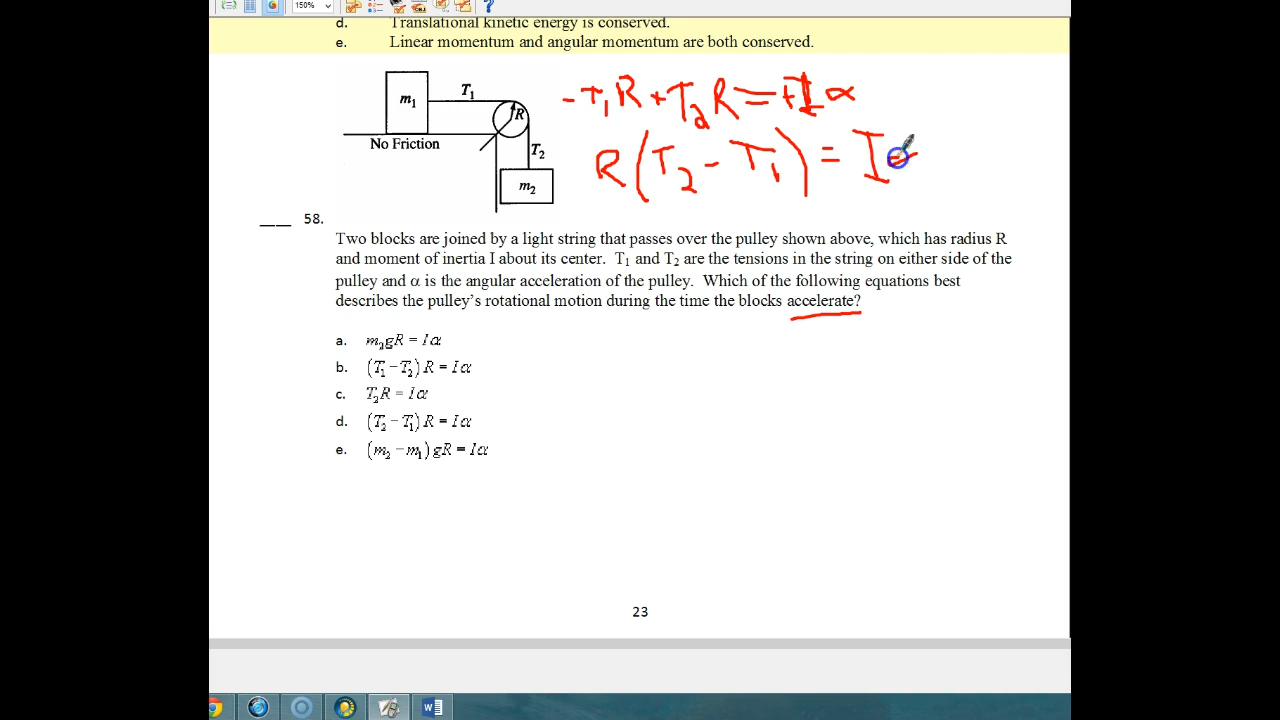 150%
d. Translational kinetic energy is conserved.
e. Linear momentum and angular momentum are both conserved.
m₁ T₁ R
No Friction
T₂
m₂
-T₁R+T₂R=+Iα
R(T₂-T₁)=I
___ 58.
Two blocks are joined by a light string that passes over the pulley shown above, which has radius R
and moment of inertia I about its center. T₁ and T₂ are the tensions in the string on either side of the
pulley and α is the angular acceleration of the pulley. Which of the following equations best
describes the pulley's rotational motion during the time the blocks accelerate?
a. m₂gR = Iα
b. (T₁ − T₂)R = Iα
c. T₂R = Iα
d. (T₂ − T₁)R = Iα
e. (m₂ − m₁)gR = Iα
23